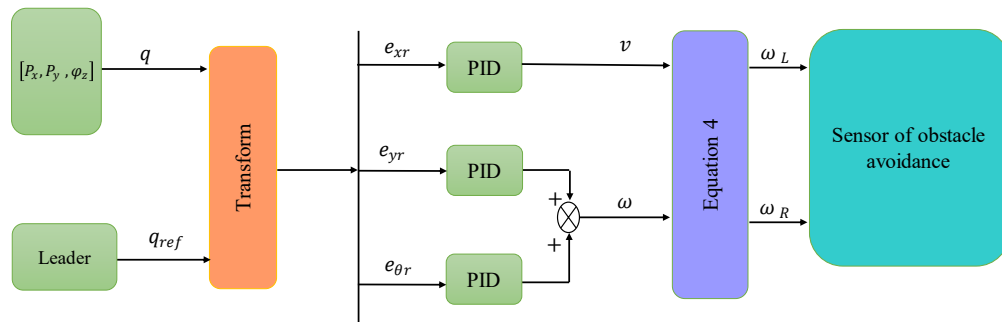 [P_x, P_y , φ_z]
q
Leader
q_ref
Transform
e_xr
PID
v
e_yr
PID
+
+
ω
e_θr
PID
Equation 4
ω_L
ω_R
Sensor of obstacle
avoidance